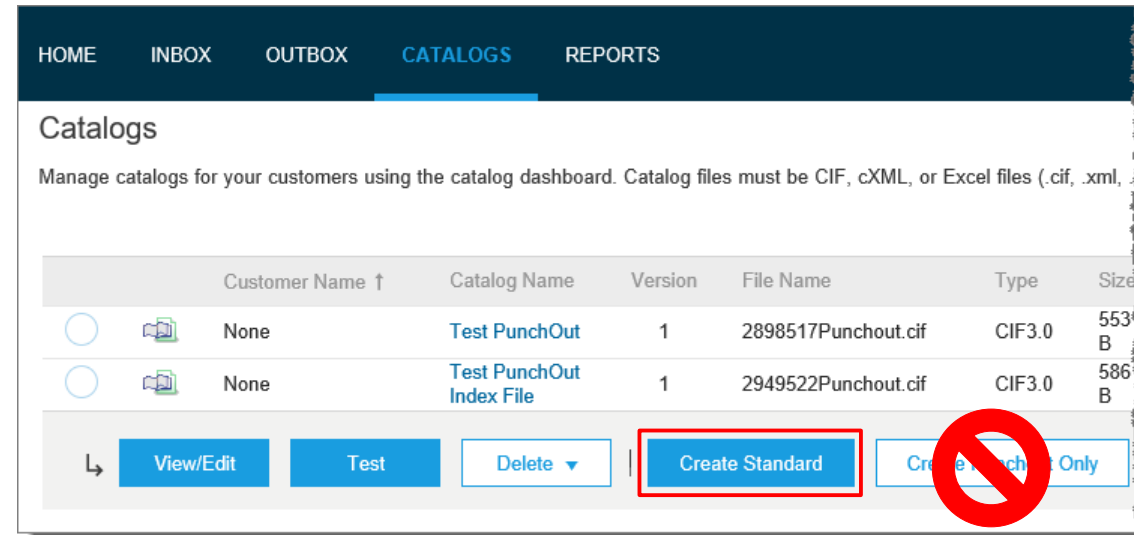 HOME INBOX OUTBOX CATALOGS REPORTS
Catalogs
Manage catalogs for your customers using the catalog dashboard. Catalog files must be CIF, cXML, or Excel files (.cif, .xml, .
Customer Name ↑ Catalog Name Version File Name Type Size
None Test PunchOut 1 2898517Punchout.cif CIF3.0 553
B
None Test PunchOut
Index File 1 2949522Punchout.cif CIF3.0 586
B
View/Edit Test Delete ▼ | Create Standard Only